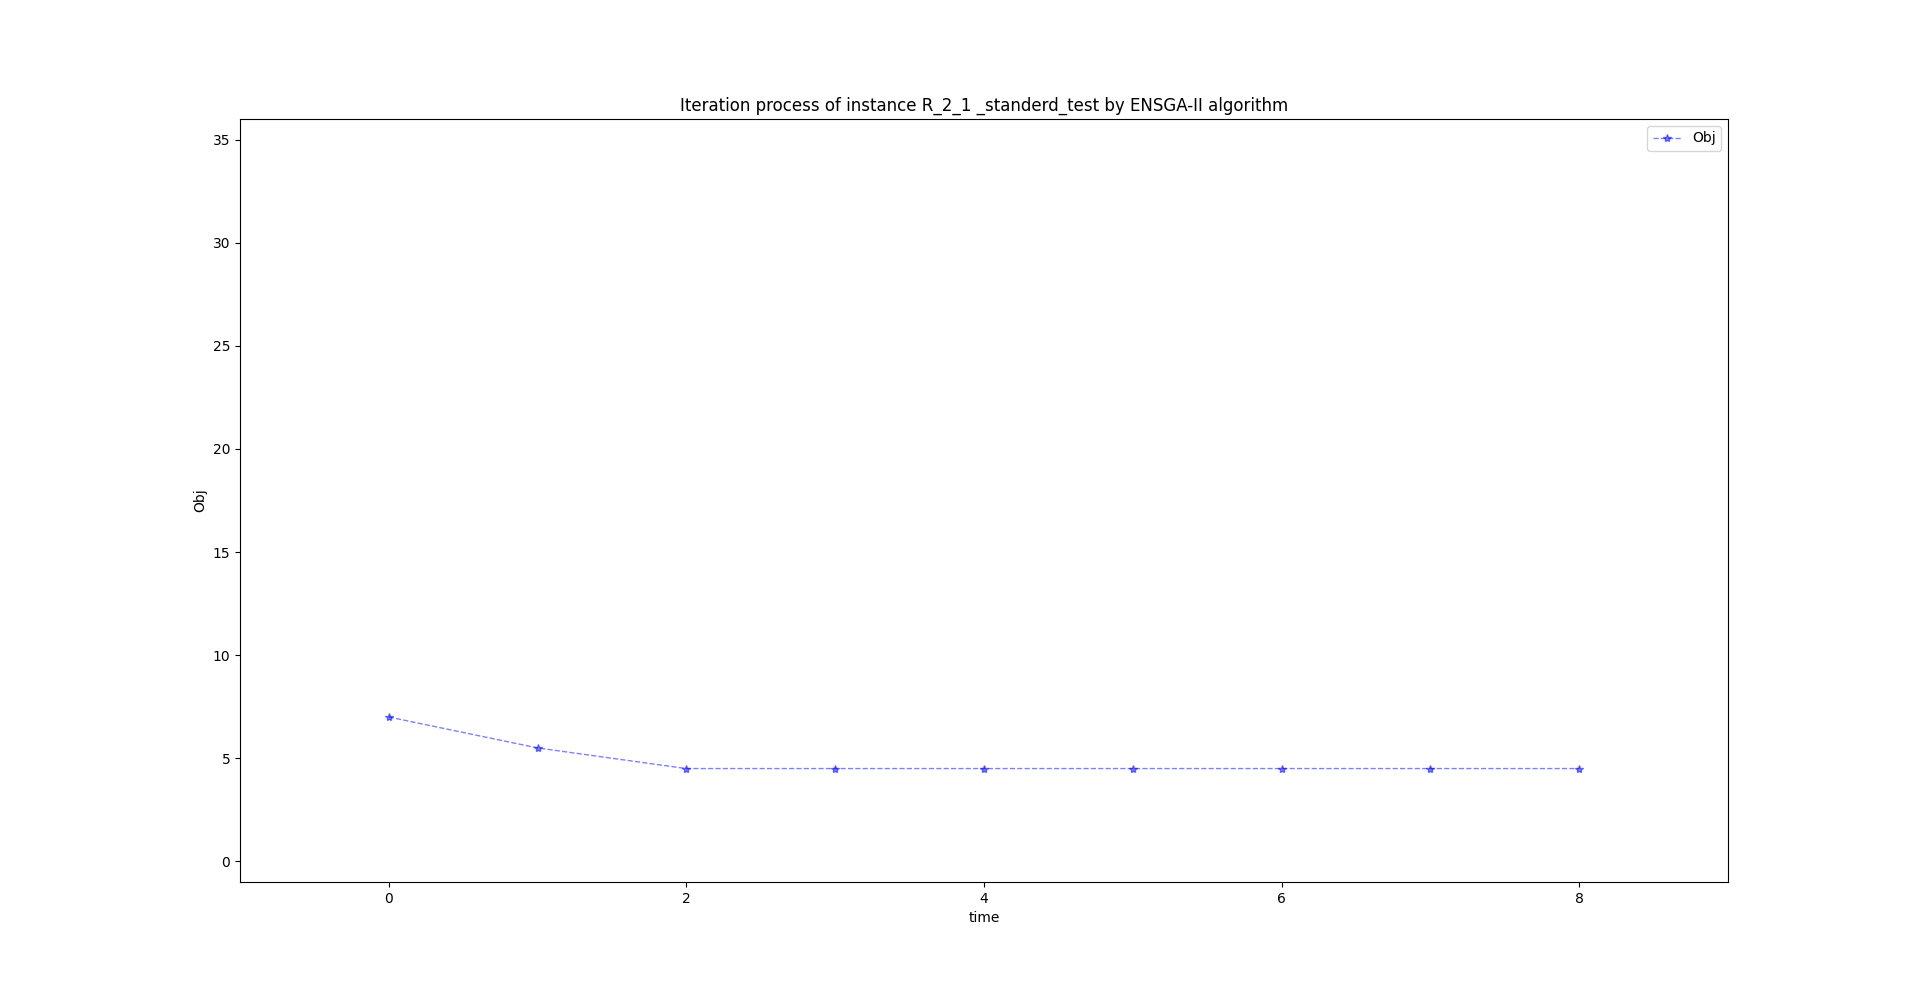 Iteration process of instance R_2_1 _standerd_test by ENSGA-II algorithm
Obj
35
30
25
20
15
10
5
0
Obj
0 2 4 6 8
time